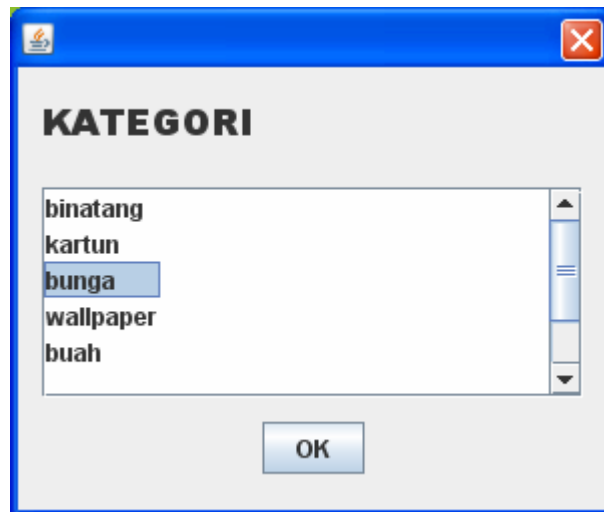 KATEGORI
binatang
kartun
bunga
wallpaper
buah
OK